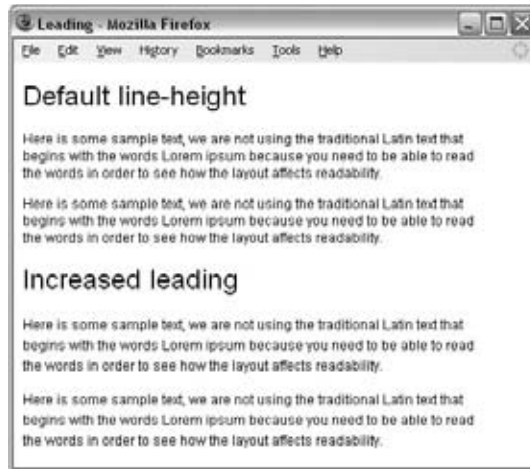 Leading - Mozilla Firefox
File Edit View History Bookmarks Tools Help
Default line-height
Here is some sample text, we are not using the traditional Latin text that
begins with the words Lorem ipsum because you need to be able to read
the words in order to see how the layout affects readability.
Here is some sample text, we are not using the traditional Latin text that
begins with the words Lorem ipsum because you need to be able to read
the words in order to see how the layout affects readability.
Increased leading
Here is some sample text, we are not using the traditional Latin text that
begins with the words Lorem ipsum because you need to be able to read
the words in order to see how the layout affects readability.
Here is some sample text, we are not using the traditional Latin text that
begins with the words Lorem ipsum because you need to be able to read
the words in order to see how the layout affects readability.